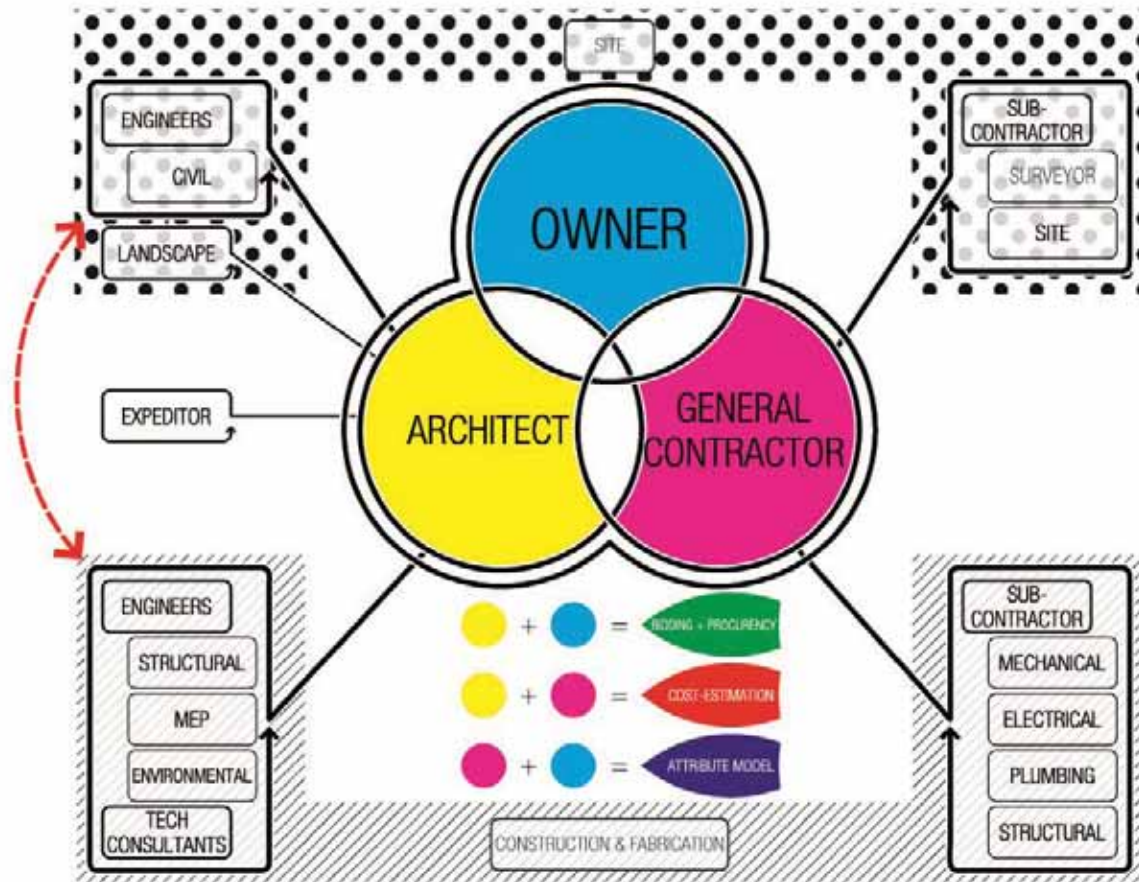 SITE
ENGINEERS
CIVIL
LANDSCAPE
EXPEDITOR
SUB-
CONTRACTOR
SURVEYOR
SITE
OWNER
ARCHITECT
GENERAL
CONTRACTOR
ENGINEERS
STRUCTURAL
MEP
ENVIRONMENTAL
TECH
CONSULTANTS
+ = BIDDING + PROCURENCY
+ = COST-ESTIMATION
+ = ATTRIBUTE MODEL
CONSTRUCTION & FABRICATION
SUB-
CONTRACTOR
MECHANICAL
ELECTRICAL
PLUMBING
STRUCTURAL